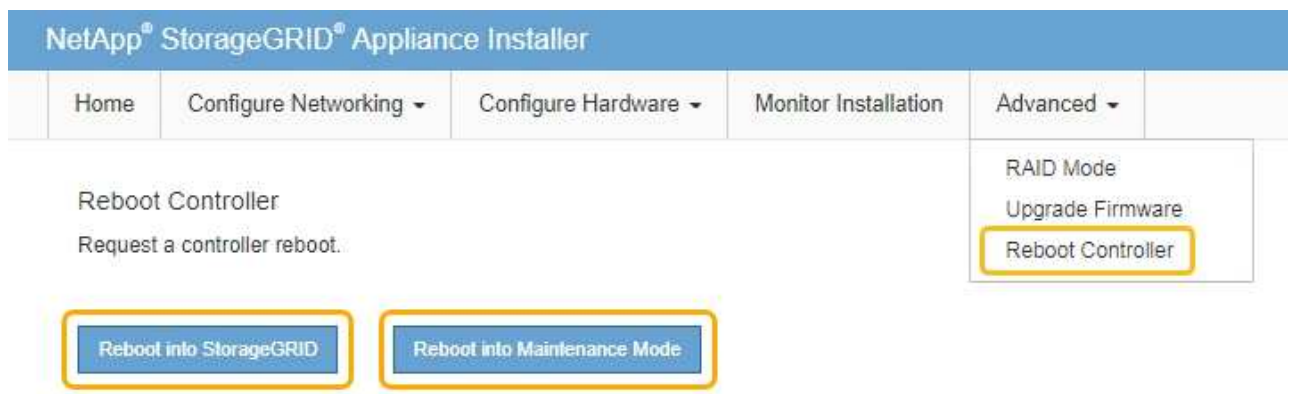 NetApp® StorageGRID® Appliance Installer
Home Configure Networking Configure Hardware Monitor Installation Advanced
RAID Mode
Upgrade Firmware
Reboot Controller
Reboot Controller
Request a controller reboot.
Reboot into StorageGRID Reboot into Maintenance Mode